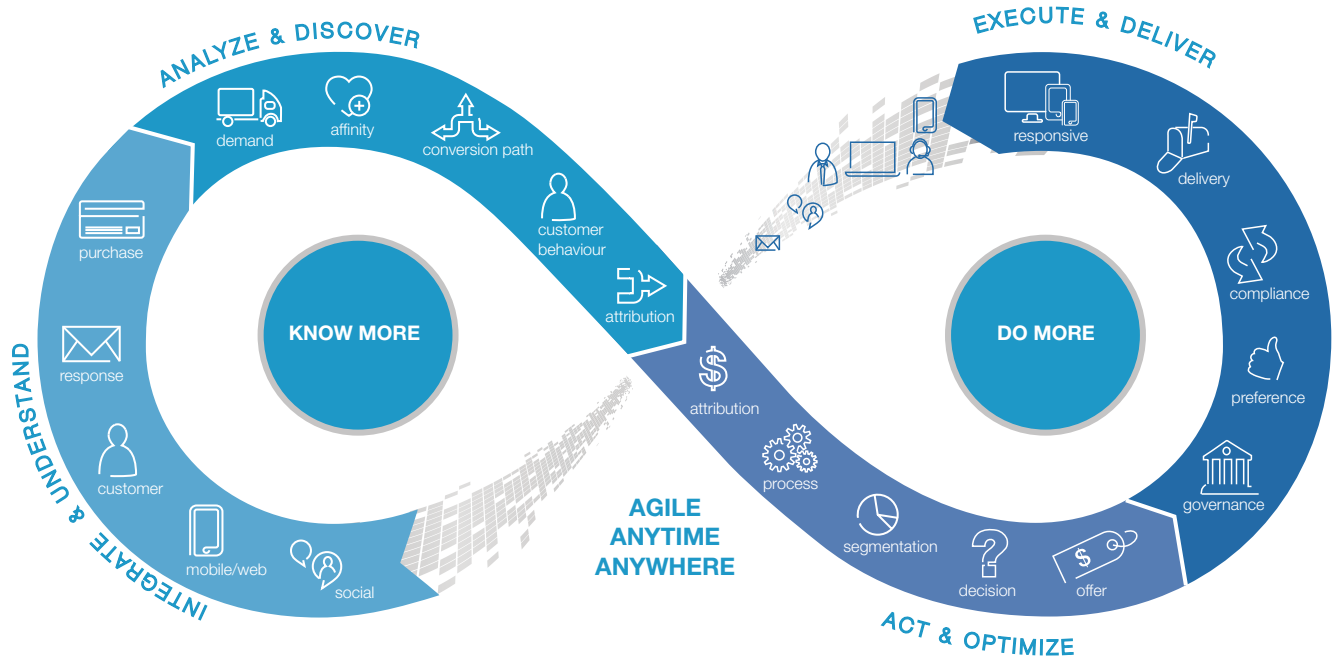 ANALYZE & DISCOVER
demand
affinity
conversion path
customer
behaviour
attribution
purchase
response
customer
mobile/web
social
INTEGRATE & UNDERSTAND
KNOW MORE
AGILE
ANYTIME
ANYWHERE
EXECUTE & DELIVER
responsive
delivery
compliance
preference
governance
DO MORE
attribution
$
process
segmentation
decision
?
offer
$
ACT & OPTIMIZE